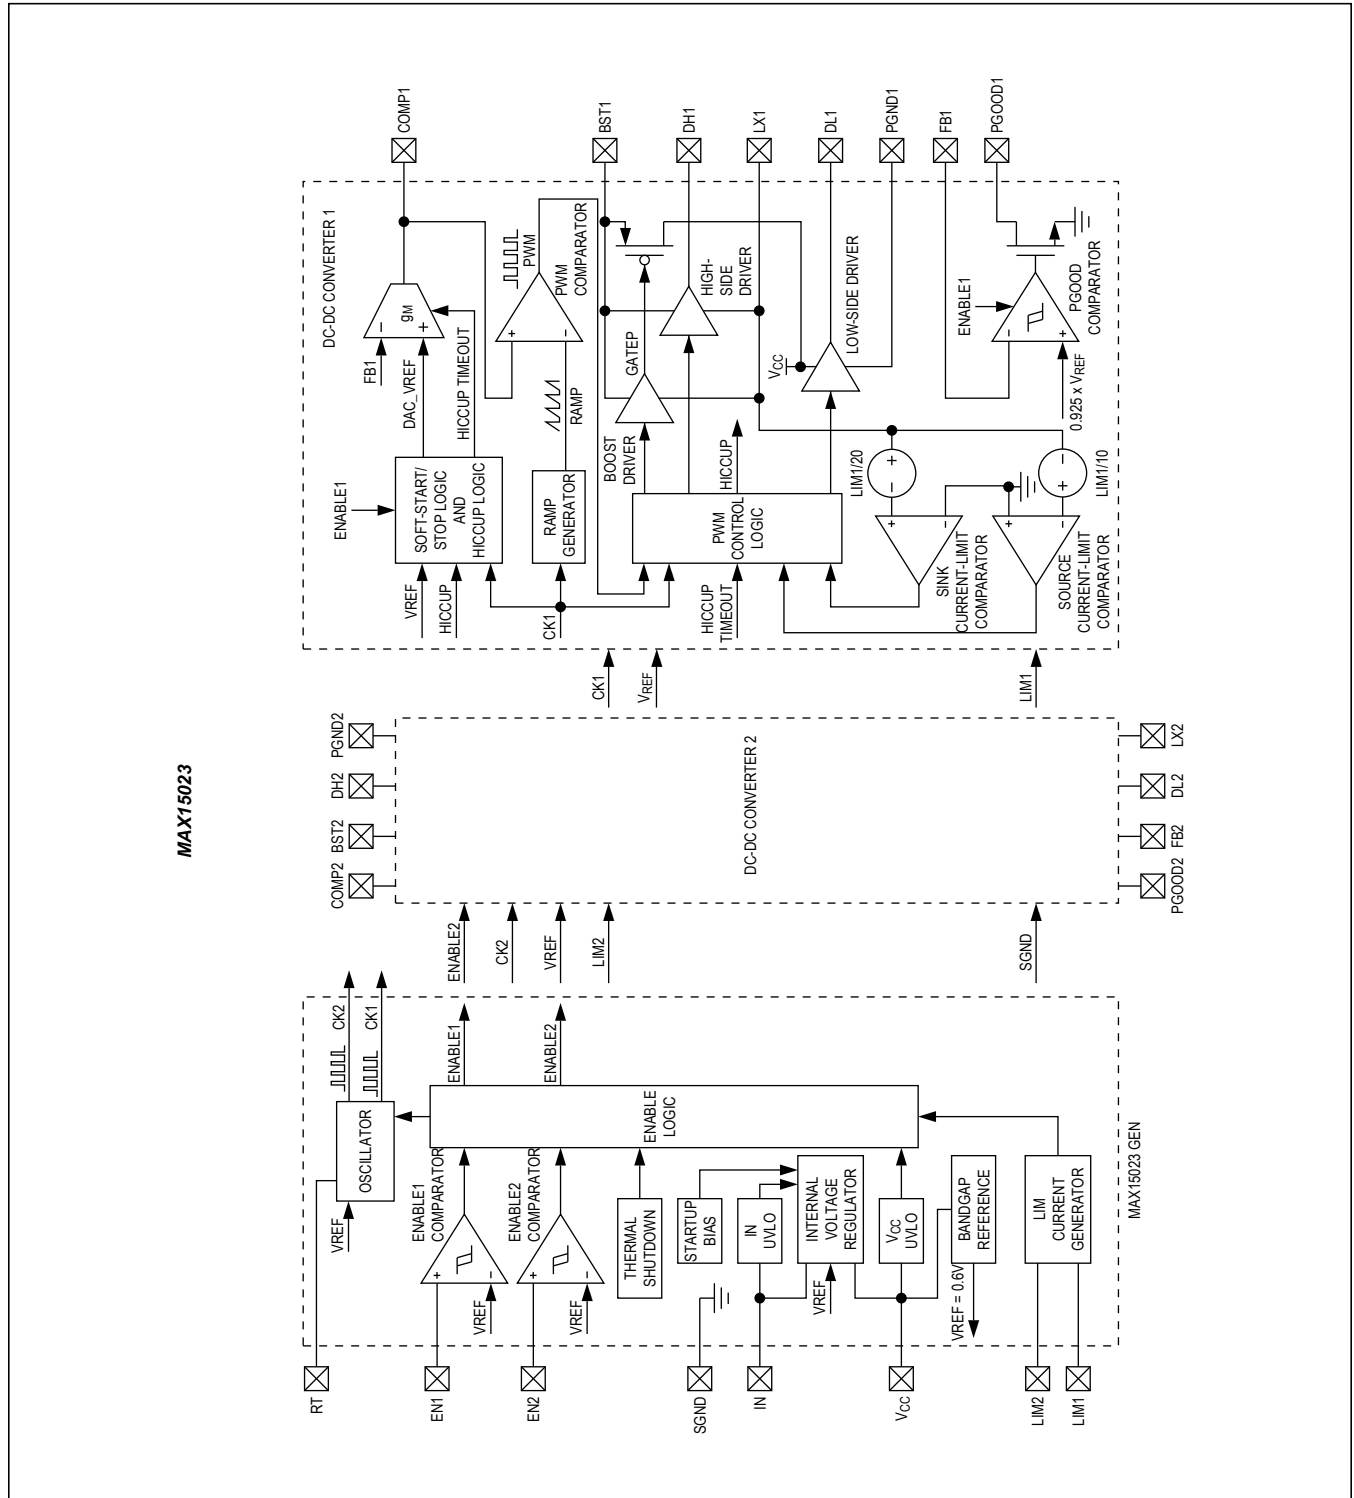 MAX15023
RT
EN1
EN2
SGND
IN
VCC
LIM2
LIM1
VREF
OSCILLATOR
CK2
CK1
ENABLE1
COMPARATOR
+
−
VREF
ENABLE2
COMPARATOR
+
−
VREF
ENABLE1
ENABLE2
ENABLE
LOGIC
THERMAL
SHUTDOWN
STARTUP
BIAS
IN
UVLO
INTERNAL
VOLTAGE
REGULATOR
VREF
VCC
UVLO
BANDGAP
REFERENCE
VREF = 0.6V
LIM
CURRENT
GENERATOR
MAX15023 GEN
COMP2
BST2
DH2
PGND2
ENABLE2
CK2
VREF
LIM2
SGND
DC-DC CONVERTER 2
PGOOD2
FB2
DL2
LX2
CK1
VREF
LIM1
DC-DC CONVERTER 1
ENABLE1
VREF
HICCUP
SOFT-START/
STOP LOGIC
AND
HICCUP LOGIC
DAC_VREF
HICCUP TIMEOUT
FB1
−
gM
+
CK1
RAMP
GENERATOR
RAMP
+
−
PWM
PWM
COMPARATOR
HICCUP
TIMEOUT
PWM
CONTROL
LOGIC
HICCUP
BOOST
DRIVER
GATEP
HIGH-
SIDE
DRIVER
VCC
LOW-SIDE DRIVER
LIM1/20
−
+
LIM1/10
+
−
+
−
SINK
CURRENT-LIMIT
COMPARATOR
+
−
SOURCE
CURRENT-LIMIT
COMPARATOR
ENABLE1
−
+
0.925 x VREF
PGOOD
COMPARATOR
COMP1
BST1
DH1
LX1
DL1
PGND1
FB1
PGOOD1